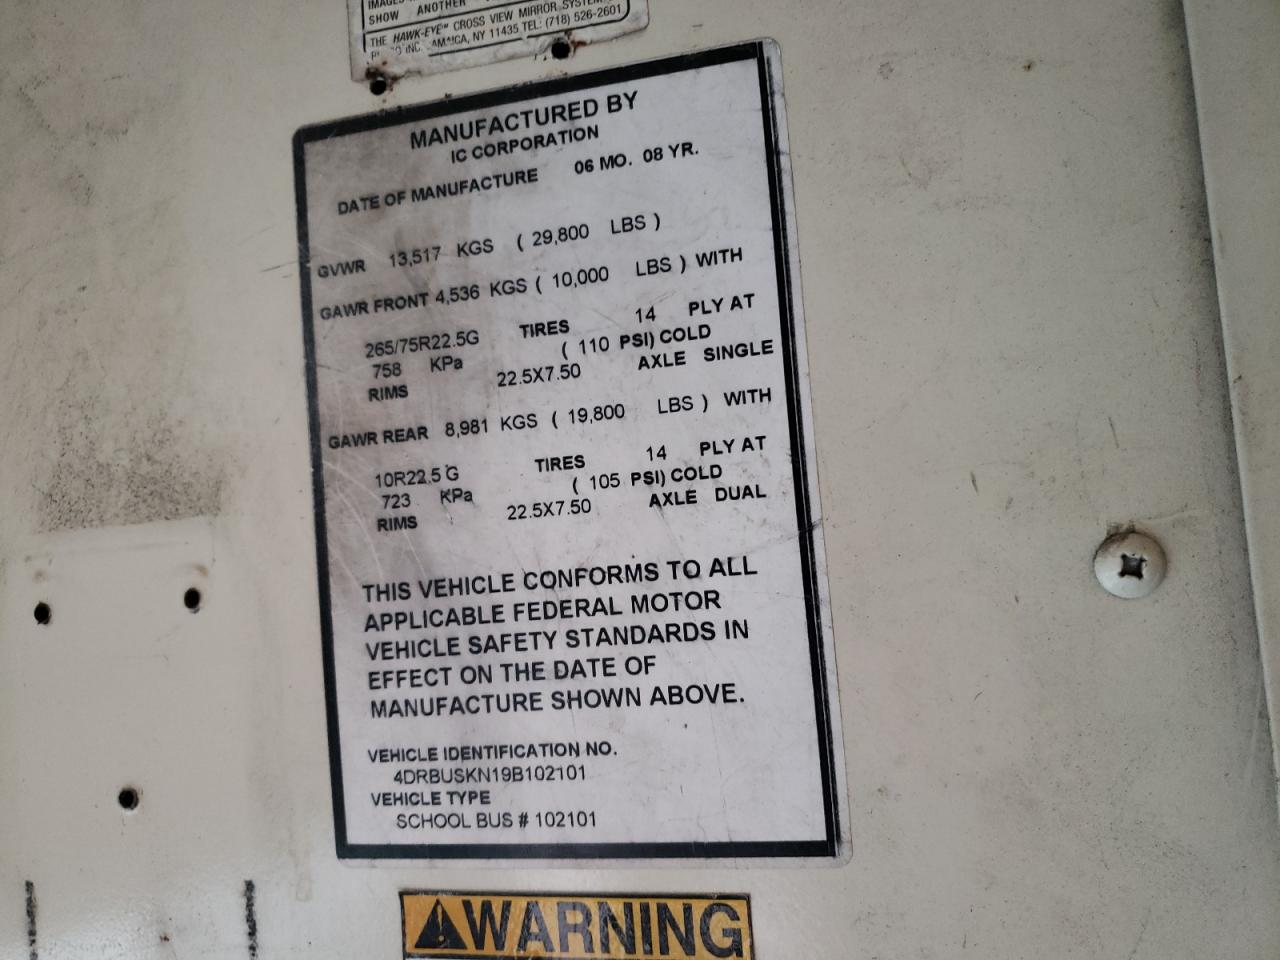 SHOW ANOTHER
THE HAWK-EYE" CROSS VIEW MIRROR SYSTEM
INC. JAMAICA, NY 11435 TEL: (718) 526-2601
MANUFACTURED BY
IC CORPORATION
DATE OF MANUFACTURE 06 MO. 08 YR.
GVWR 13,517 KGS ( 29,800 LBS )
GAWR FRONT 4,536 KGS ( 10,000 LBS ) WITH
265/75R22.5G TIRES 14 PLY AT
758 KPa ( 110 PSI) COLD
RIMS 22.5X7.50 AXLE SINGLE
GAWR REAR 8,981 KGS ( 19,800 LBS ) WITH
10R22.5 G TIRES 14 PLY AT
723 KPa ( 105 PSI) COLD
RIMS 22.5X7.50 AXLE DUAL
THIS VEHICLE CONFORMS TO ALL
APPLICABLE FEDERAL MOTOR
VEHICLE SAFETY STANDARDS IN
EFFECT ON THE DATE OF
MANUFACTURE SHOWN ABOVE.
VEHICLE IDENTIFICATION NO.
4DRBUSKN19B102101
VEHICLE TYPE
SCHOOL BUS # 102101
WARNING